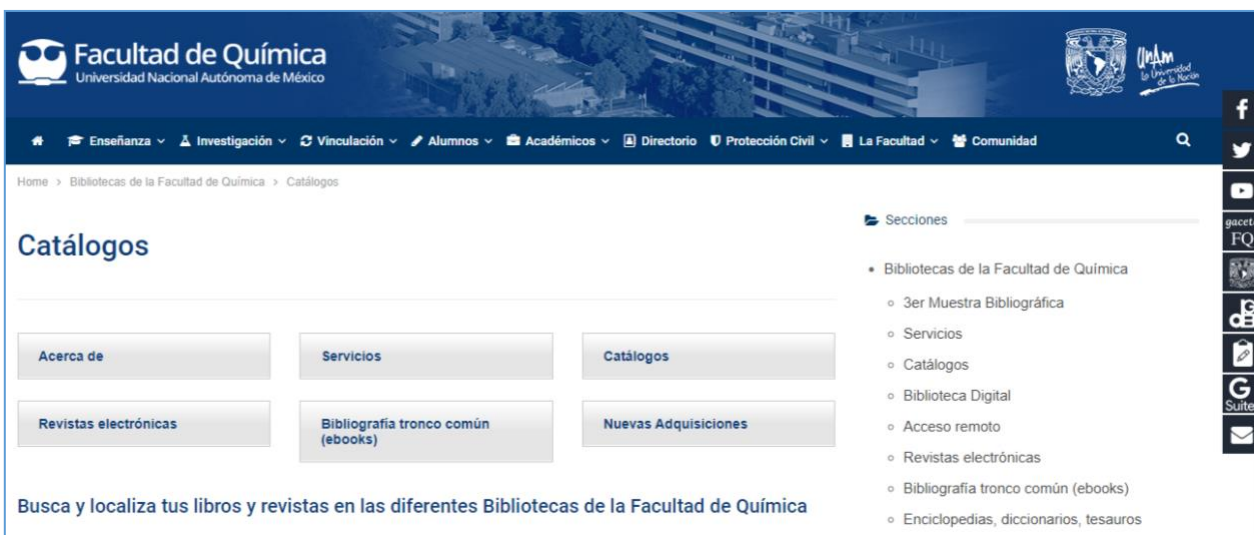 Facultad de Química
Universidad Nacional Autónoma de México
UNAM
La Universidad
de la Nación
Enseñanza
Investigación
Vinculación
Alumnos
Académicos
Directorio
Protección Civil
La Facultad
Comunidad
Home > Bibliotecas de la Facultad de Química > Catálogos
Catálogos
Acerca de
Servicios
Catálogos
Revistas electrónicas
Bibliografía tronco común
(ebooks)
Nuevas Adquisiciones
Busca y localiza tus libros y revistas en las diferentes Bibliotecas de la Facultad de Química
Secciones
Bibliotecas de la Facultad de Química
3er Muestra Bibliográfica
Servicios
Catálogos
Biblioteca Digital
Acceso remoto
Revistas electrónicas
Bibliografía tronco común (ebooks)
Enciclopedias, diccionarios, tesauros
gacet
FQ
G
Suite